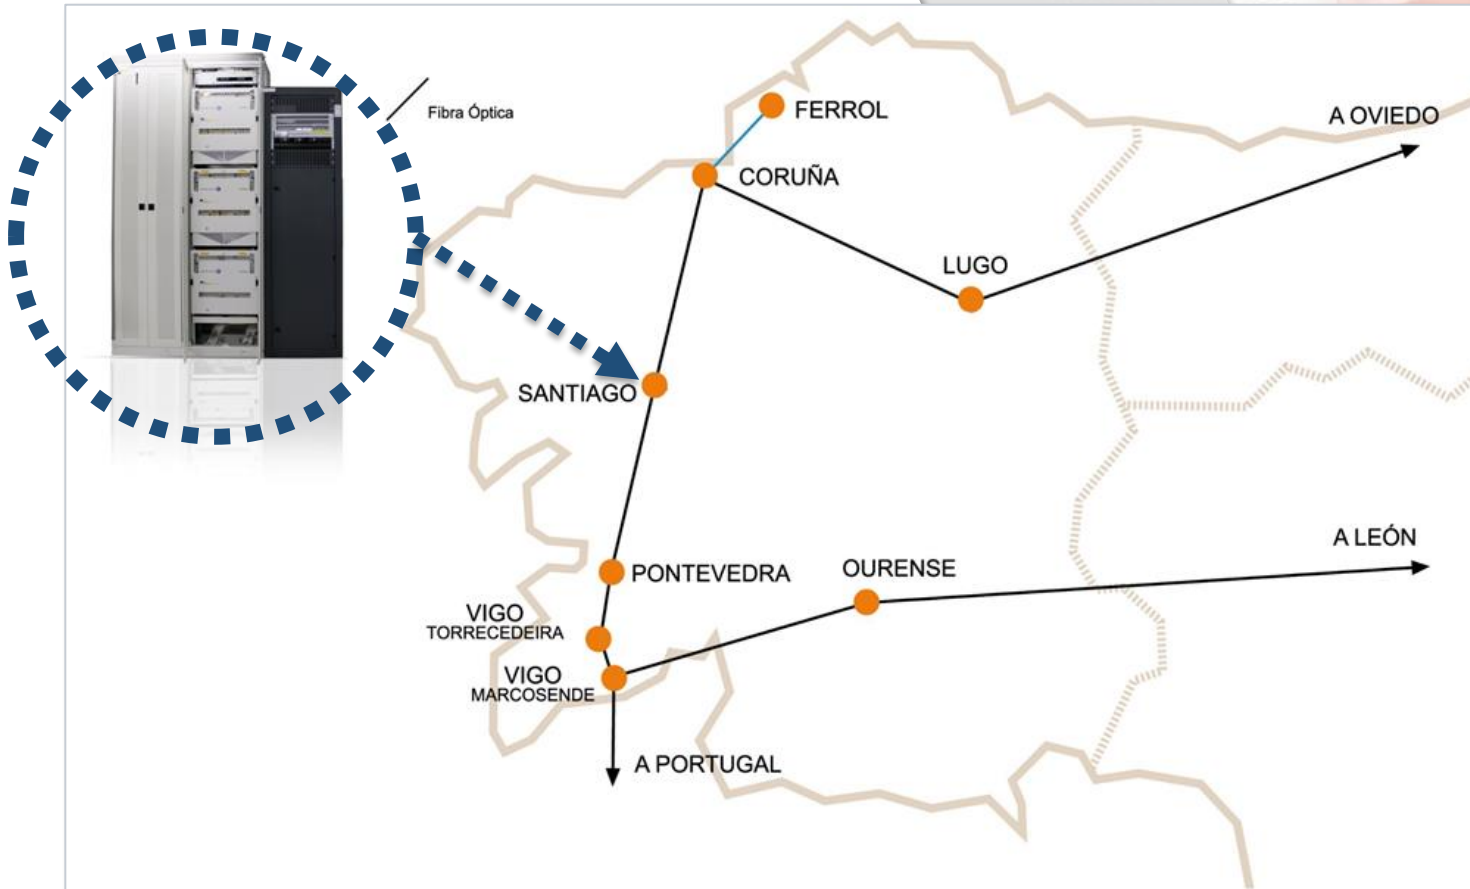 Fibra Óptica
FERROL
A OVIEDO
CORUÑA
LUGO
SANTIAGO
A LEÓN
PONTEVEDRA
OURENSE
VIGO
TORRECEDEIRA
VIGO
MARCOSENDE
A PORTUGAL